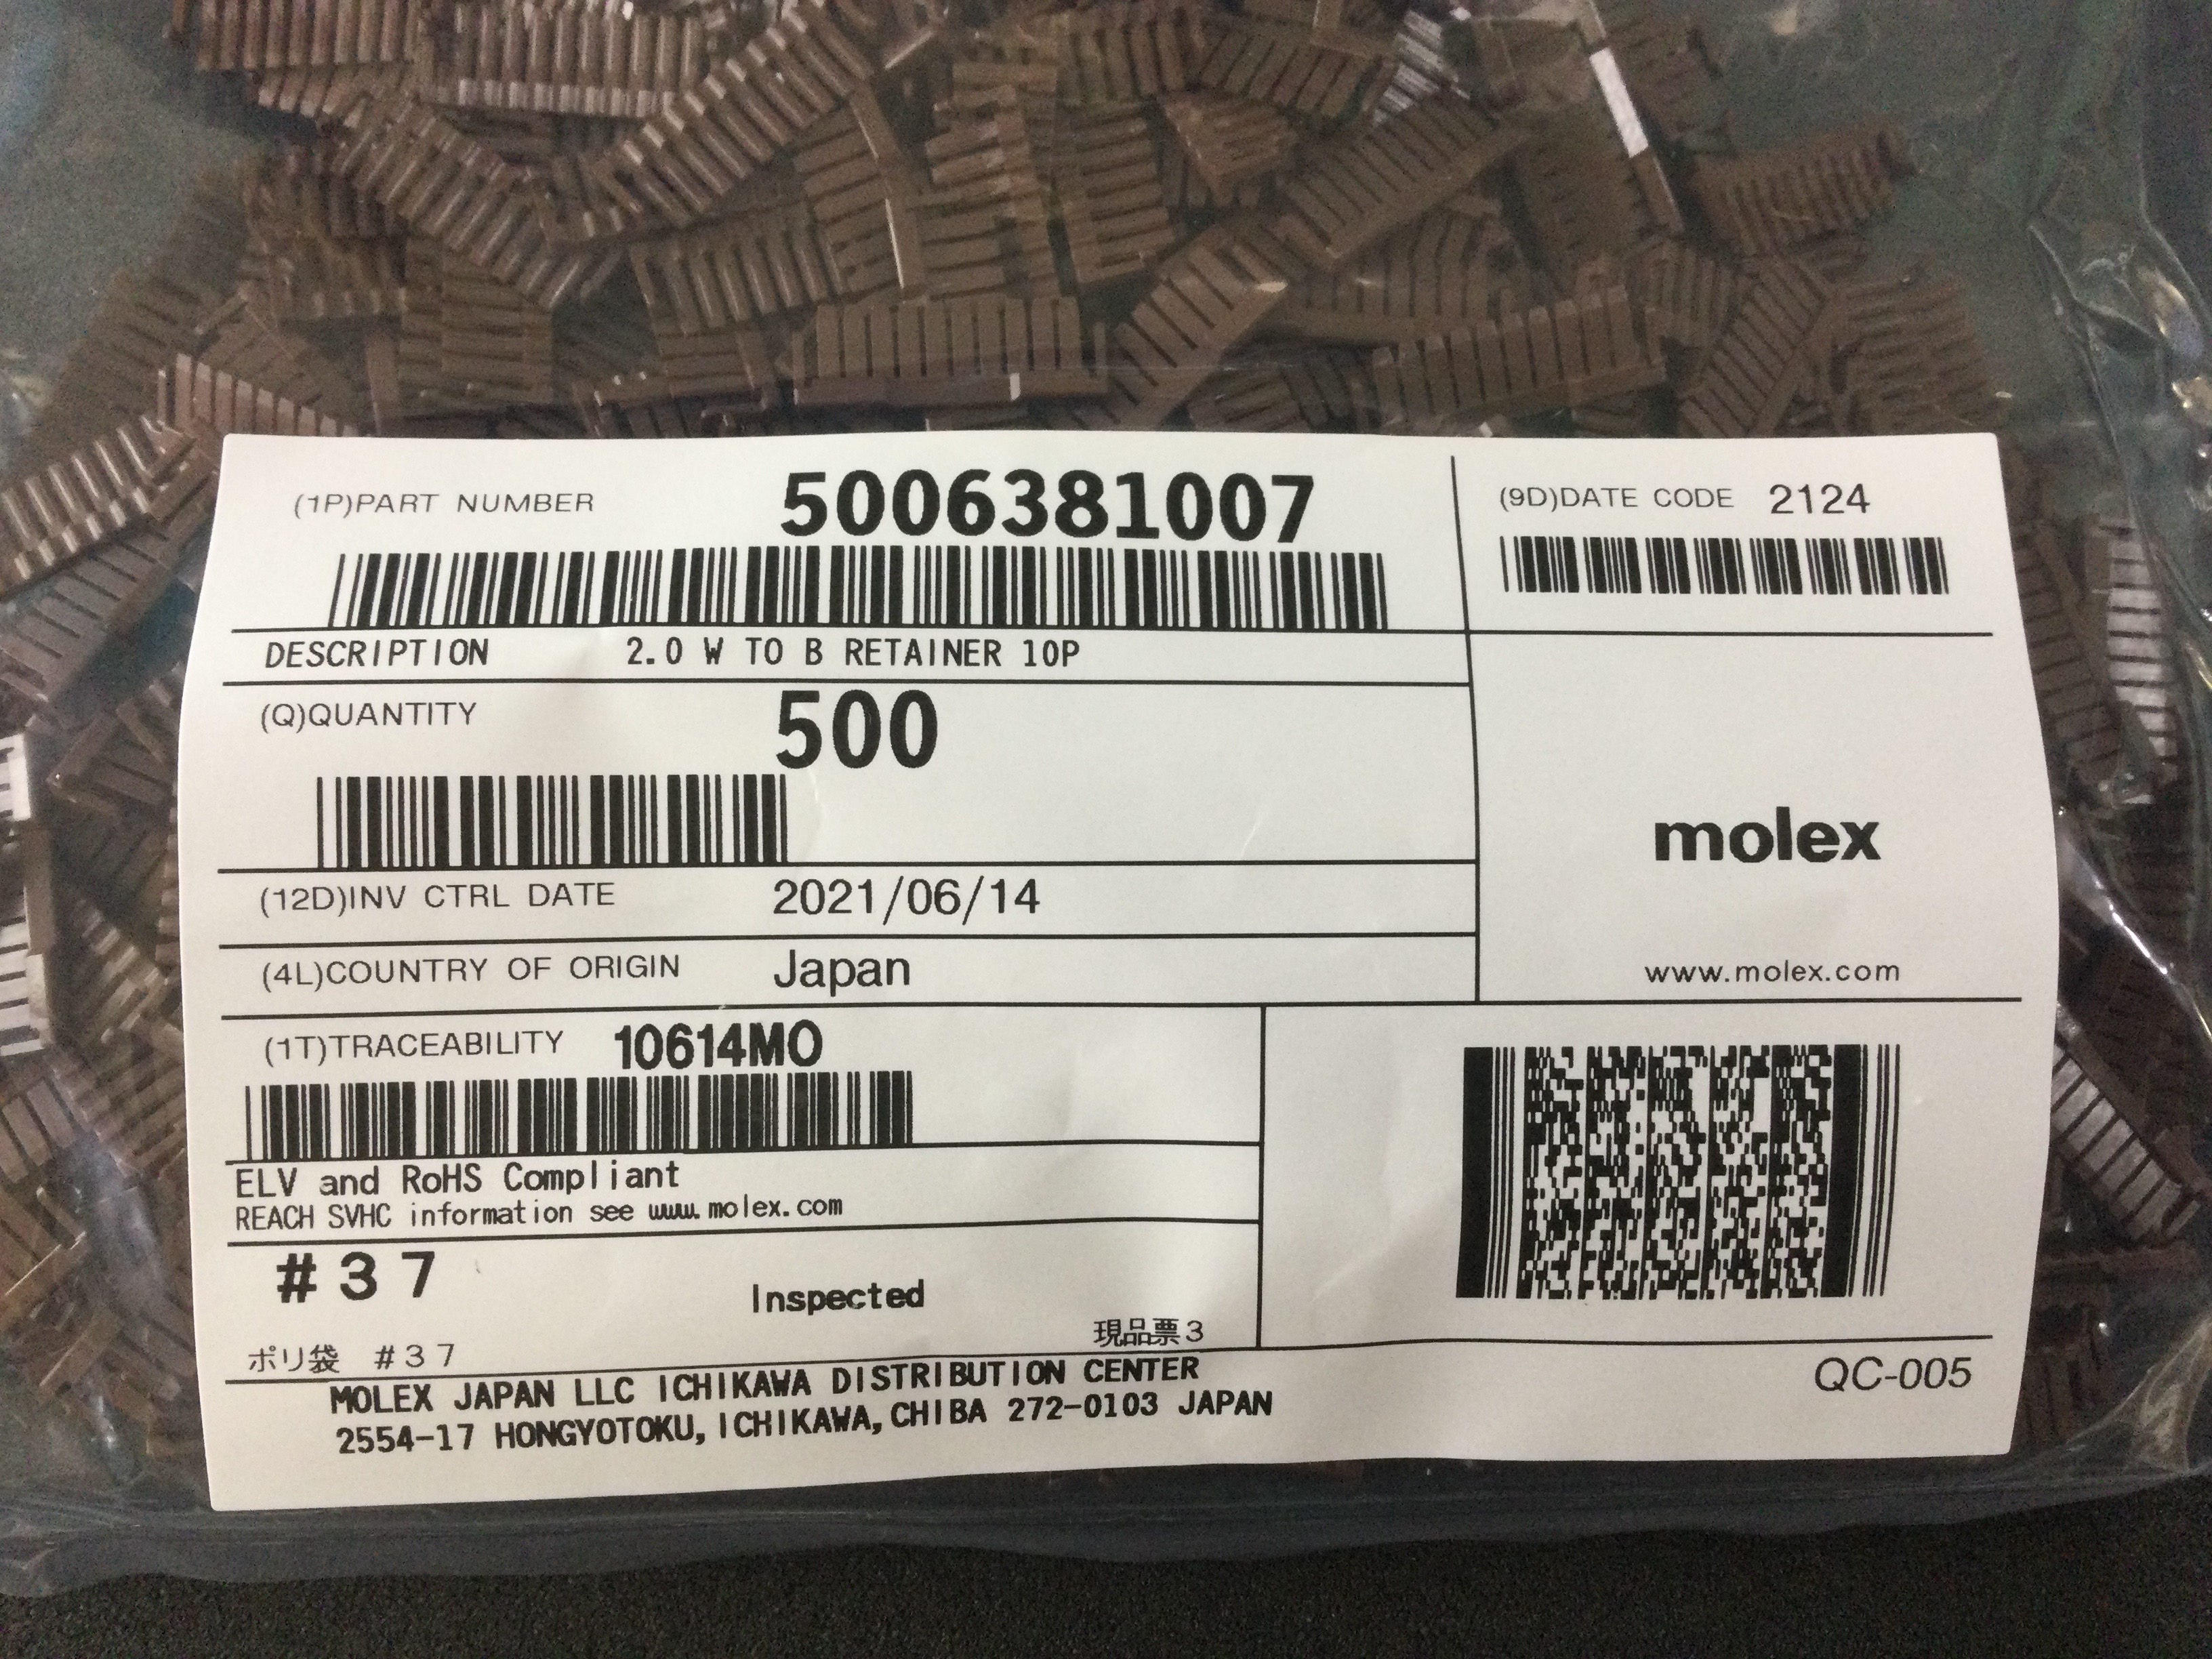 (1P)PART NUMBER 5006381007
(9D)DATE CODE 2124
DESCRIPTION 2.0 W TO B RETAINER 10P
(Q)QUANTITY 500
(12D)INV CTRL DATE 2021/06/14
(4L)COUNTRY OF ORIGIN Japan
molex
www.molex.com
(1T)TRACEABILITY 10614MO
ELV and RoHS Compliant
REACH SVHC information see www.molex.com
#37
Inspected
現品票3
ポリ袋 #37
MOLEX JAPAN LLC ICHIKAWA DISTRIBUTION CENTER
2554-17 HONGYOTOKU, ICHIKAWA, CHIBA 272-0103 JAPAN
QC-005